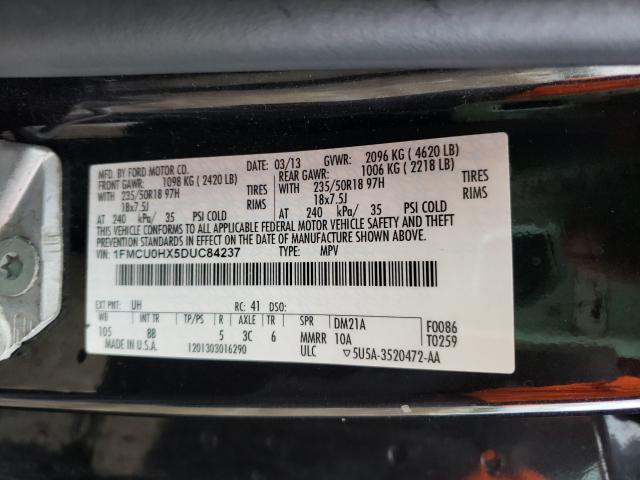 MFD. BY FORD MOTOR CO. DATE: 03/13 GVWR: 2096 KG ( 4620 LB)
FRONT GAWR: 1098 KG ( 2420 LB) REAR GAWR: 1006 KG ( 2218 LB)
WITH 235/50R18 97H TIRES WITH 235/50R18 97H TIRES
18x7.5J RIMS 18x7.5J RIMS
AT 240 kPa/ 35 PSI COLD AT 240 kPa/ 35 PSI COLD
THIS VEHICLE CONFORMS TO ALL APPLICABLE FEDERAL MOTOR VEHICLE SAFETY AND BUMPER
AND THEFT PREVENTION STANDARDS IN EFFECT ON THE DATE OF MANUFACTURE SHOWN ABOVE.
VIN: 1FMCU0HX5DUC84237 TYPE: MPV
EXT PNT: UH RC: 41 DSO:
WB INT TR TP/PS R AXLE TR SPR DM21A F0086
105 8B 5 3C 6 MMRR 10A T0259
MADE IN U.S.A. 1201303016290 ULC ▽5U5A-3520472-AA